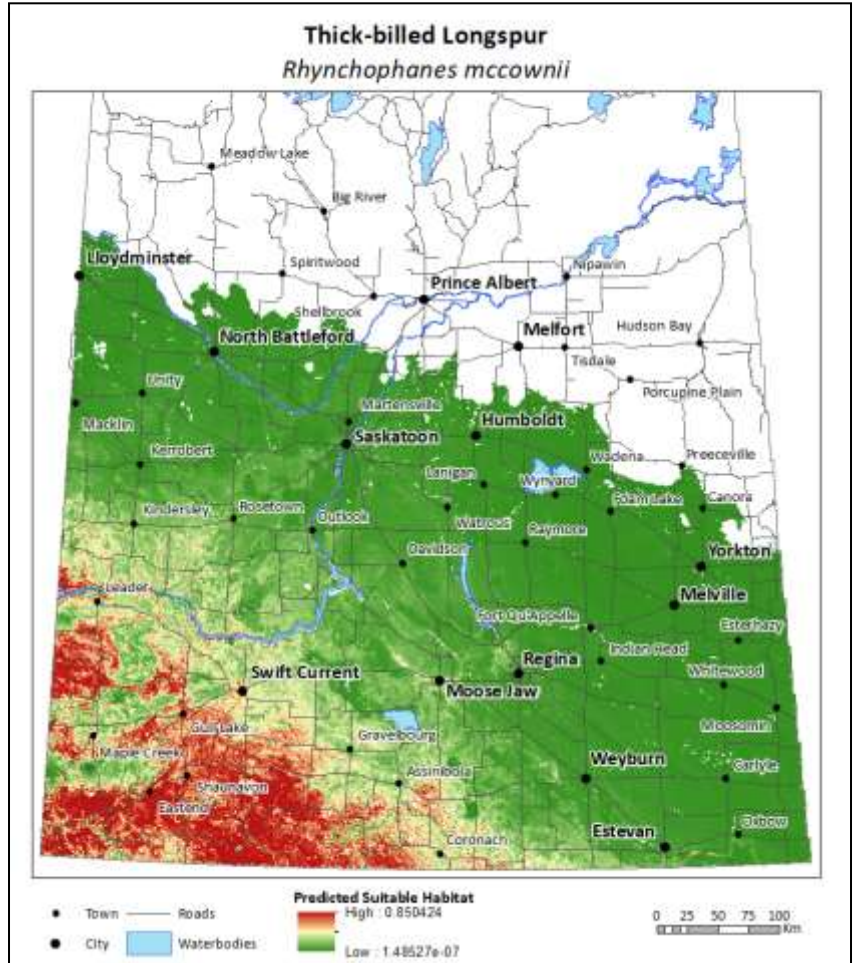 Thick-billed Longspur
Rhynchophanes mccownii
Meadow Lake
Big River
Lloydminster
Spiritwood
Nipawin
Prince Albert
Shellbrook
North Battleford
Melfort
Hudson Bay
Tisdale
Unity
Porcupine Plain
Macklin
Martensville
Humboldt
Saskatoon
Kerrobert
Wadena
Preeceville
Lanigan
Wynyard
Kindersley
Rosetown
Outlook
Watrous
Foam Lake
Canora
Raymore
Davidson
Yorkton
Leader
Melville
Fort Qu'Appelle
Esterhazy
Indian Head
Regina
Swift Current
Whitewood
Moose Jaw
Moosomin
Gull Lake
Gravelbourg
Maple Creek
Weyburn
Carlyle
Shaunavon
Assiniboia
Eastend
Estevan
Oxbow
Coronach
Town
Roads
City
Waterbodies
Predicted Suitable Habitat
High : 0.850424
Low : 1.48527e-07
0 25 50 75 100
Km